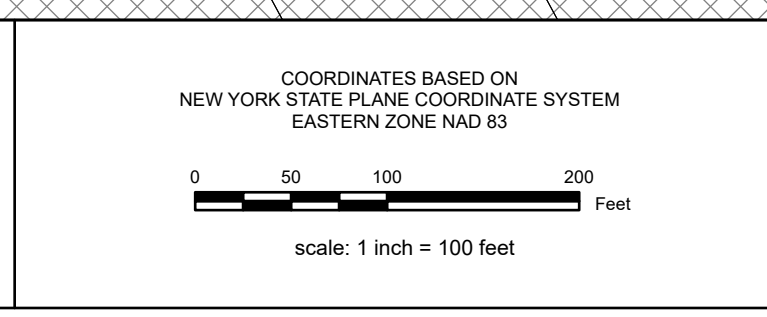 COORDINATES BASED ON
NEW YORK STATE PLANE COORDINATE SYSTEM
EASTERN ZONE NAD 83
0 50 100 200
Feet
scale: 1 inch = 100 feet